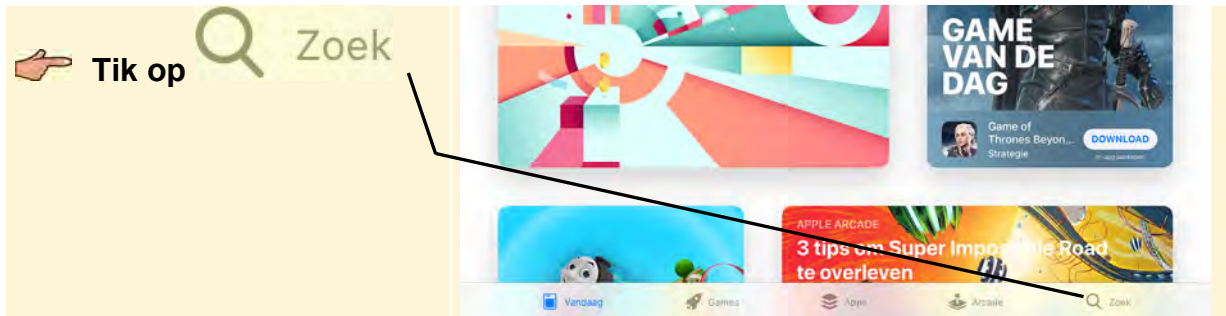 Tik op Zoek
GAME
VAN DE
DAG
Game of
Thrones Beyon...
Strategie
DOWNLOAD
APPLE ARCADE
3 tips om Super Impossible Road
te overleven
Vandaag Games Apps Arcade Zoek